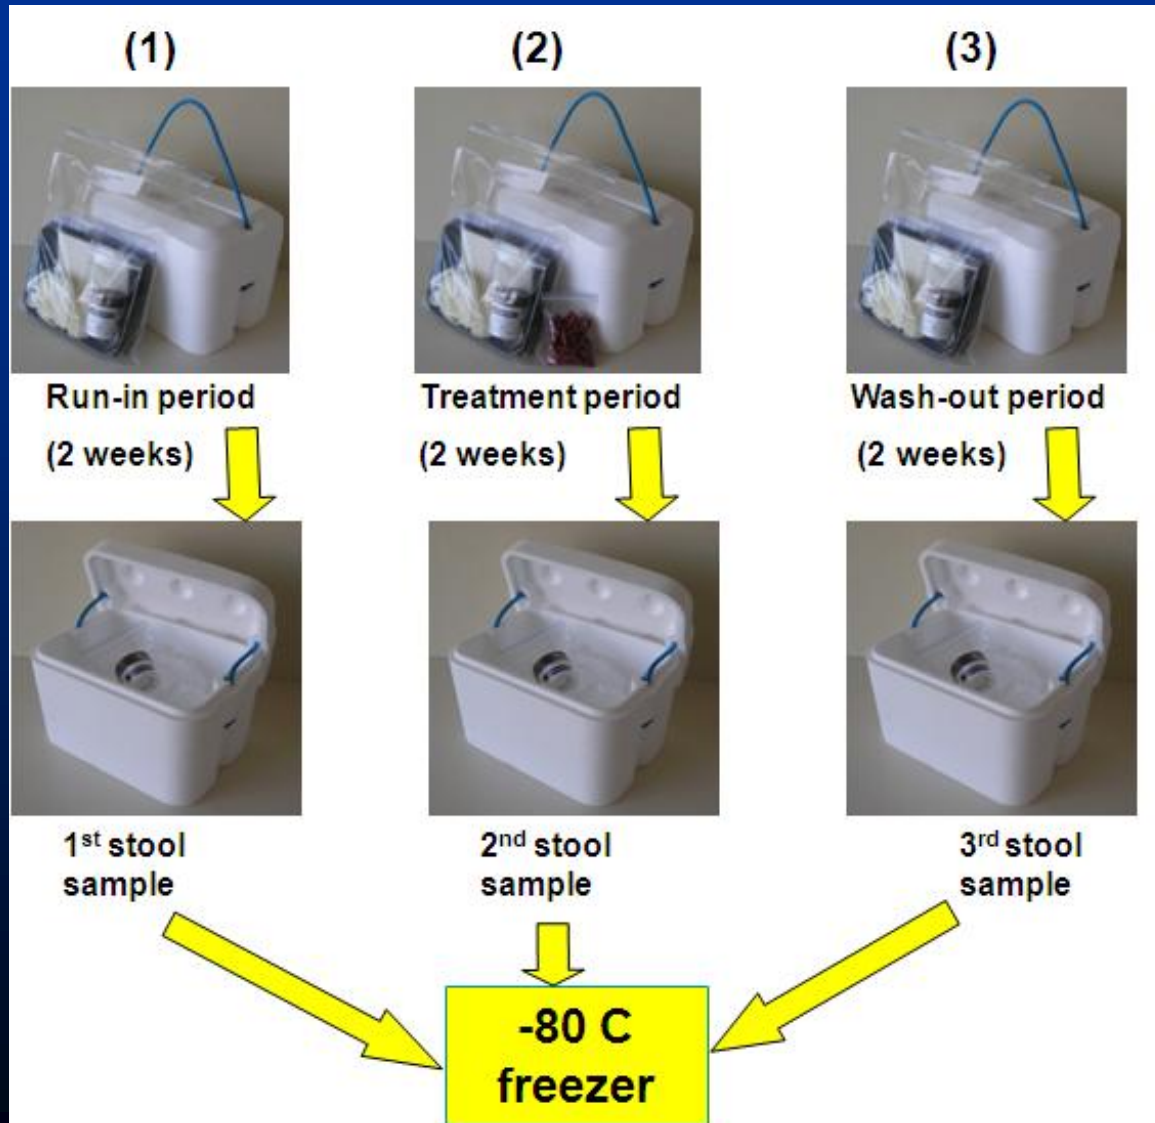 (1)
(2)
(3)
Run-in period
(2 weeks)
Treatment period
(2 weeks)
Wash-out period
(2 weeks)
1st stool
sample
2nd stool
sample
3rd stool
sample
-80 C
freezer